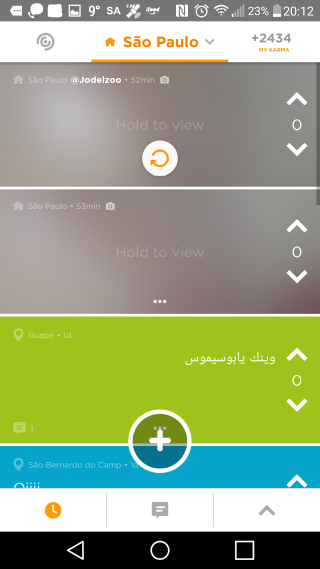 9° SA 23% 20:12
São Paulo
+2434
MY KARMA
São Paulo @Jodelzoo • 52min
Hold to view
0
São Paulo • 53min
Hold to view
0
Guapé • 1d
وينك يابوسيموس
0
1
São Bernardo do Camp • 1d
Oiiii